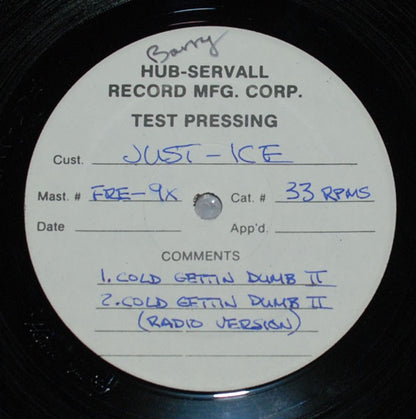 Barry
HUB-SERVALL
RECORD MFG. CORP.
TEST PRESSING
Cust. JUST-ICE
Mast. # FRE-9X Cat. # 33 RPMS
Date App'd.
COMMENTS
1. COLD GETTIN DUMB II
2. COLD GETTIN DUMB II
(RADIO VERSION)